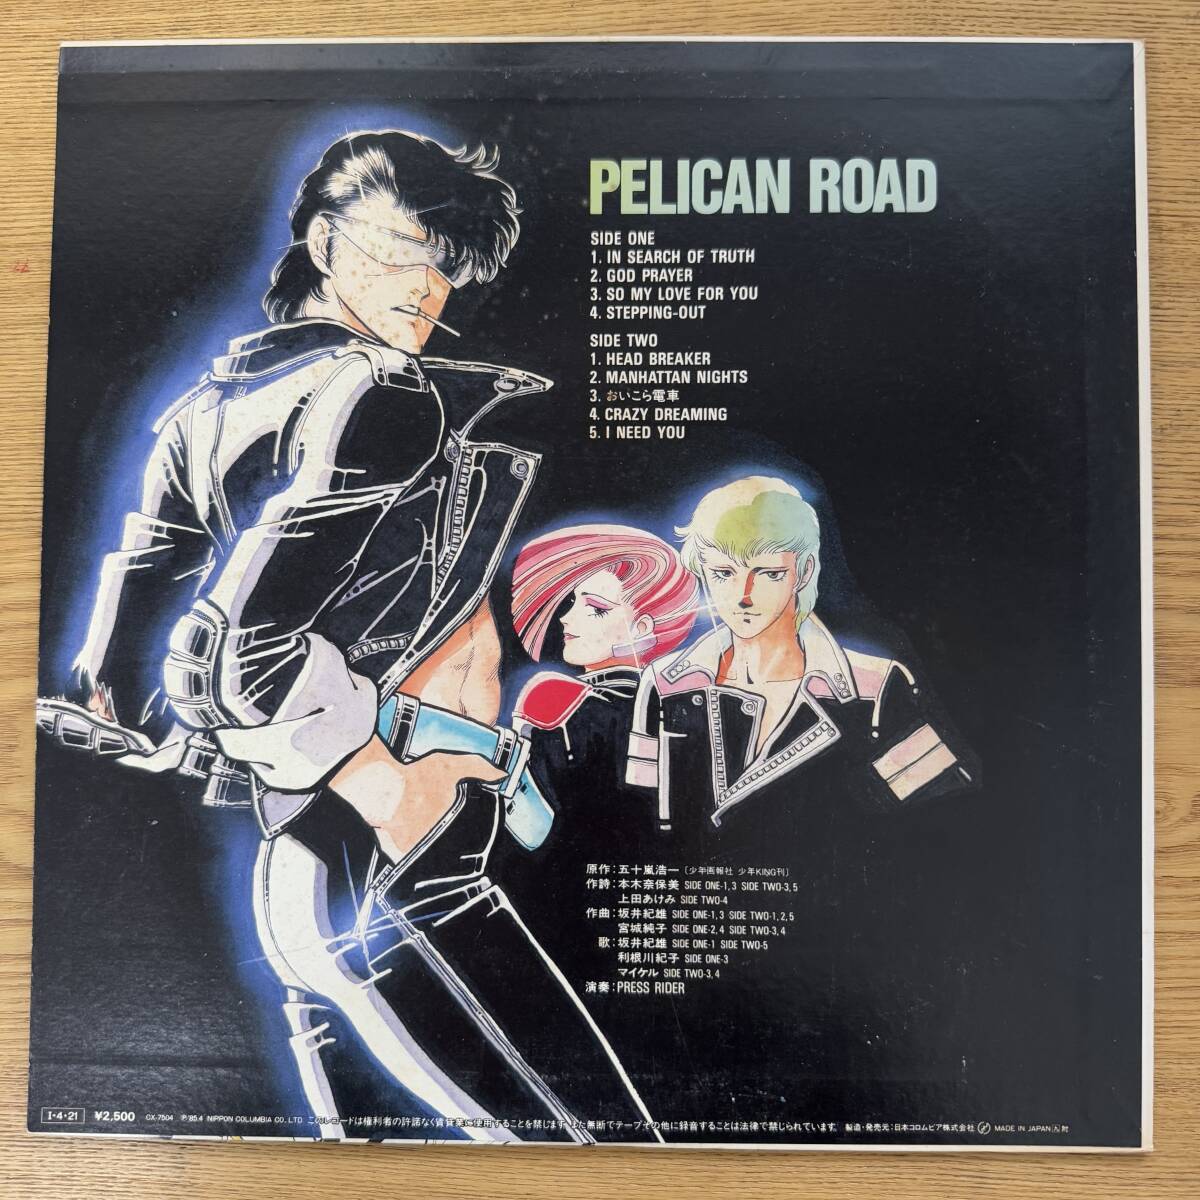 PELICAN ROAD
SIDE ONE
1. IN SEARCH OF TRUTH
2. GOD PRAYER
3. SO MY LOVE FOR YOU
4. STEPPING-OUT
SIDE TWO
1. HEAD BREAKER
2. MANHATTAN NIGHTS
3. おいこら電車
4. CRAZY DREAMING
5. I NEED YOU
原作:五十嵐浩一〔少年画報社 少年KING刊〕
作詩:本木奈保美 SIDE ONE-1, 3 SIDE TWO-3, 5
上田あけみ SIDE TWO-4
作曲:坂井紀雄 SIDE ONE-1, 3 SIDE TWO-1, 2, 5
宮城純子 SIDE ONE-2, 4 SIDE TWO-3, 4
歌:坂井紀雄 SIDE ONE-1 SIDE TWO-5
利根川紀子 SIDE ONE-3
マイケル SIDE TWO-3, 4
演奏:PRESS RIDER
I・4・21 ¥2,500 CX-7504 ℗'85.4 NIPPON COLUMBIA CO., LTD このレコードは権利者の許諾なく賃貸業に使用することを禁じます。また無断でテープその他に録音することは法律で禁じられています。 製造・発売元:日本コロムビア株式会社 MADE IN JAPAN